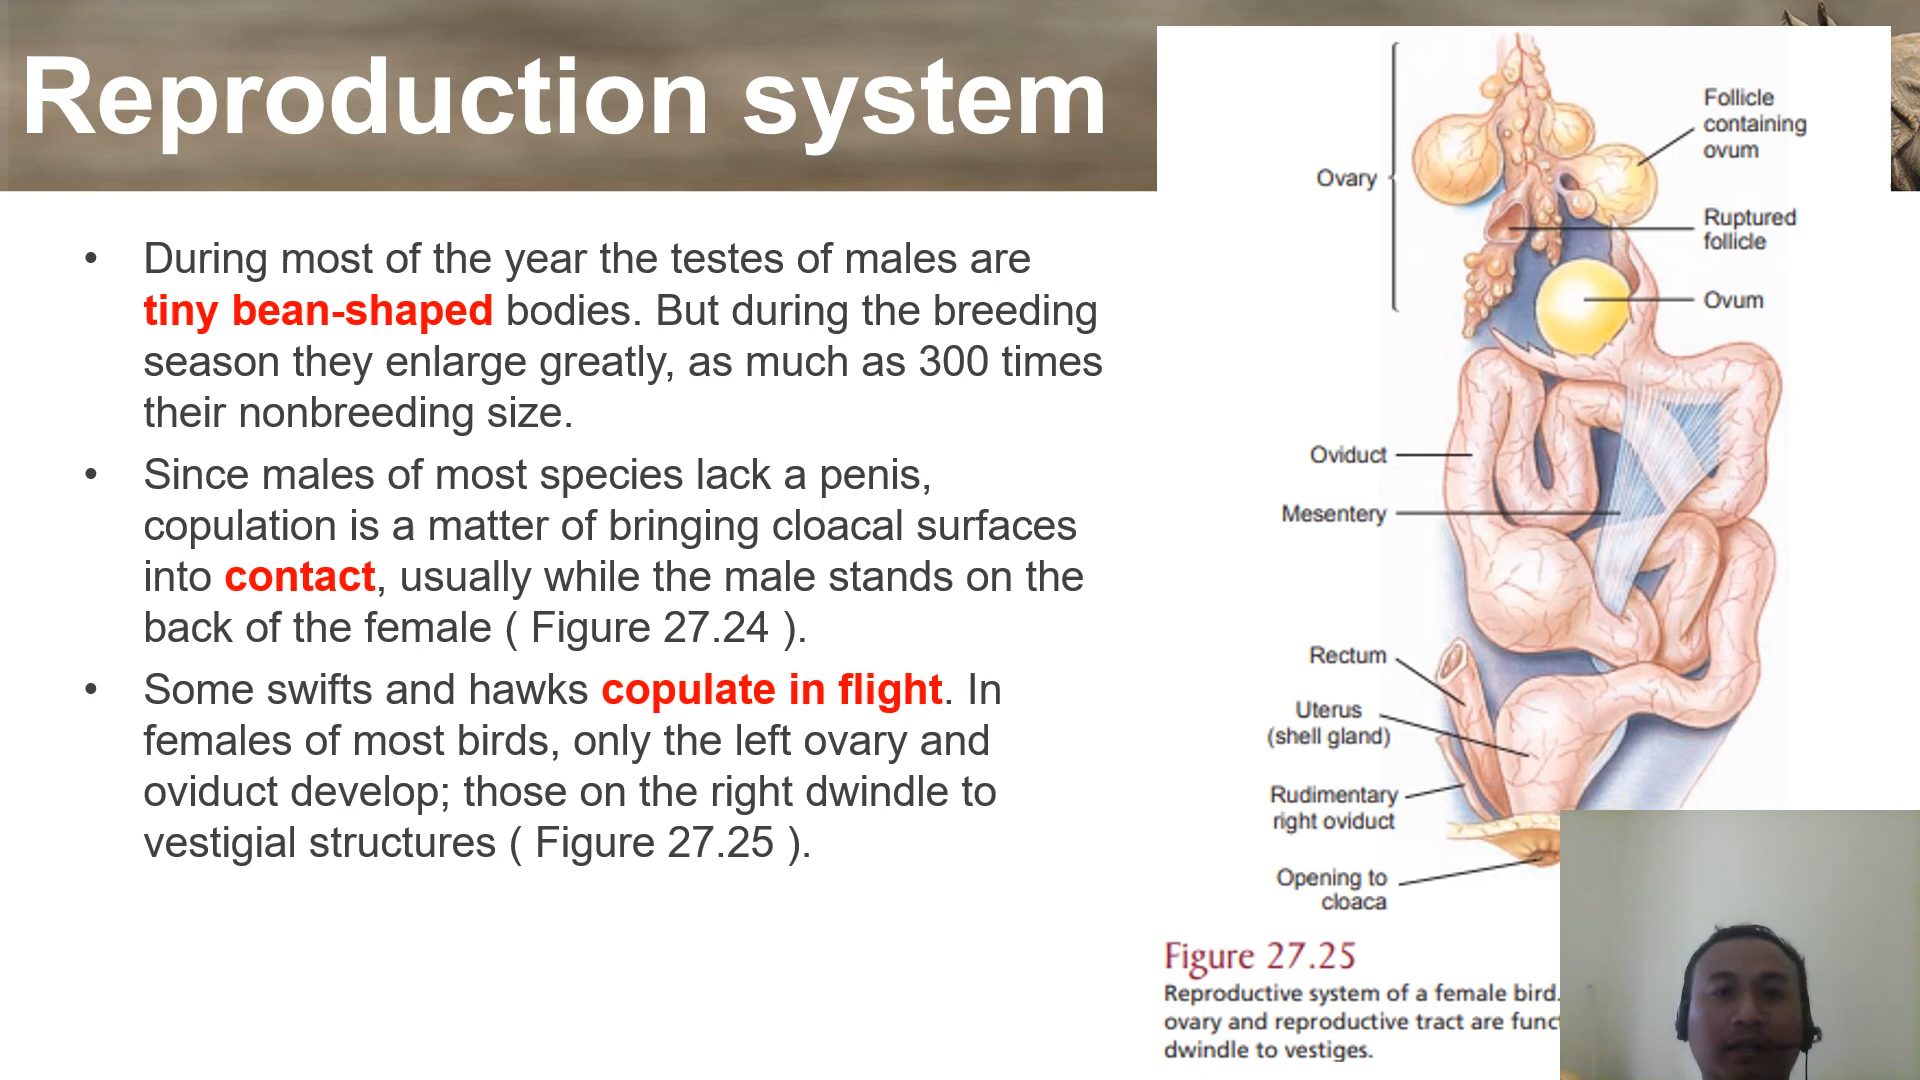 Reproduction system
• During most of the year the testes of males are
tiny bean-shaped bodies. But during the breeding
season they enlarge greatly, as much as 300 times
their nonbreeding size.
• Since males of most species lack a penis,
copulation is a matter of bringing cloacal surfaces
into contact, usually while the male stands on the
back of the female ( Figure 27.24 ).
• Some swifts and hawks copulate in flight. In
females of most birds, only the left ovary and
oviduct develop; those on the right dwindle to
vestigial structures ( Figure 27.25 ).
Follicle
containing
ovum
Ovary
Ruptured
follicle
Ovum
Oviduct
Mesentery
Rectum
Uterus
(shell gland)
Rudimentary
right oviduct
Opening to
cloaca
Figure 27.25
Reproductive system of a female bird.
ovary and reproductive tract are
dwindle to vestiges.